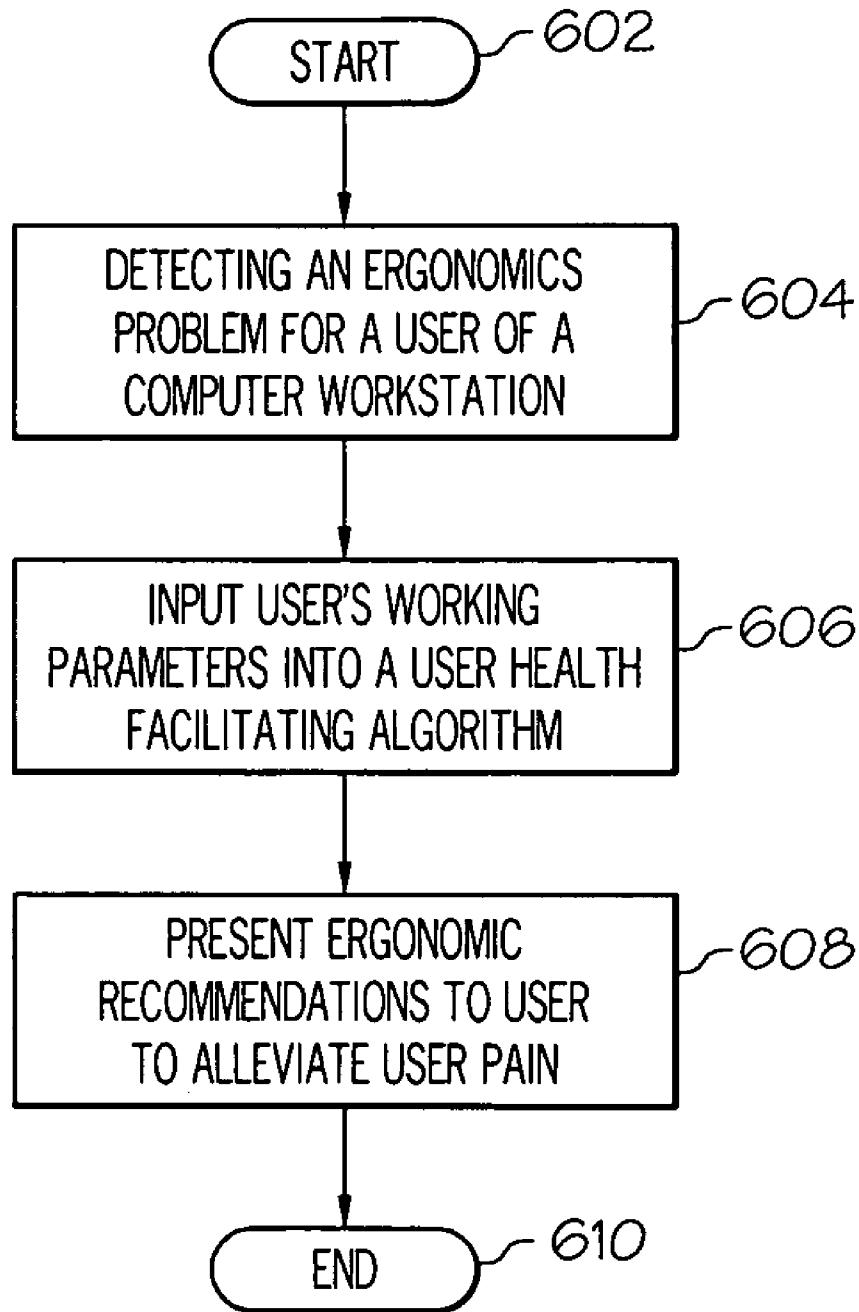 START
602
DETECTING AN ERGONOMICS
PROBLEM FOR A USER OF A
COMPUTER WORKSTATION
604
INPUT USER'S WORKING
PARAMETERS INTO A USER HEALTH
FACILITATING ALGORITHM
606
PRESENT ERGONOMIC
RECOMMENDATIONS TO USER
TO ALLEVIATE USER PAIN
608
END
610